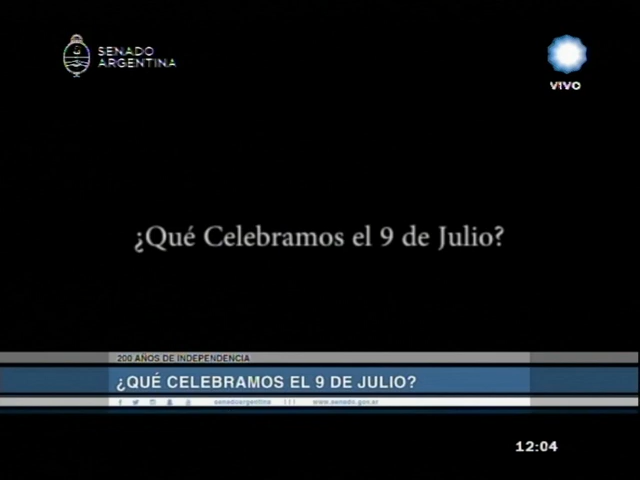 SENADO
ARGENTINA
VIVO
¿Qué Celebramos el 9 de Julio?
200 AÑOS DE INDEPENDENCIA
¿QUÉ CELEBRAMOS EL 9 DE JULIO?
senadoargentina | | | www.senado.gov.ar
12:04